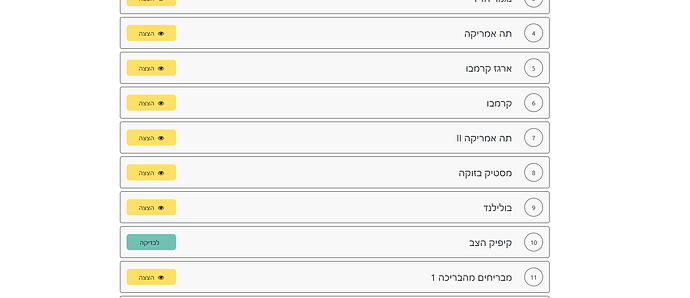 4 תה אמריקה הצצה
5 ארגז קרמבו הצצה
6 קרמבו הצצה
7 תה אמריקה II הצצה
8 מסטיק בזוקה הצצה
9 בולילנד הצצה
10 קיפיק הצב לבדיקה
11 מבריחים מהבריכה 1 הצצה